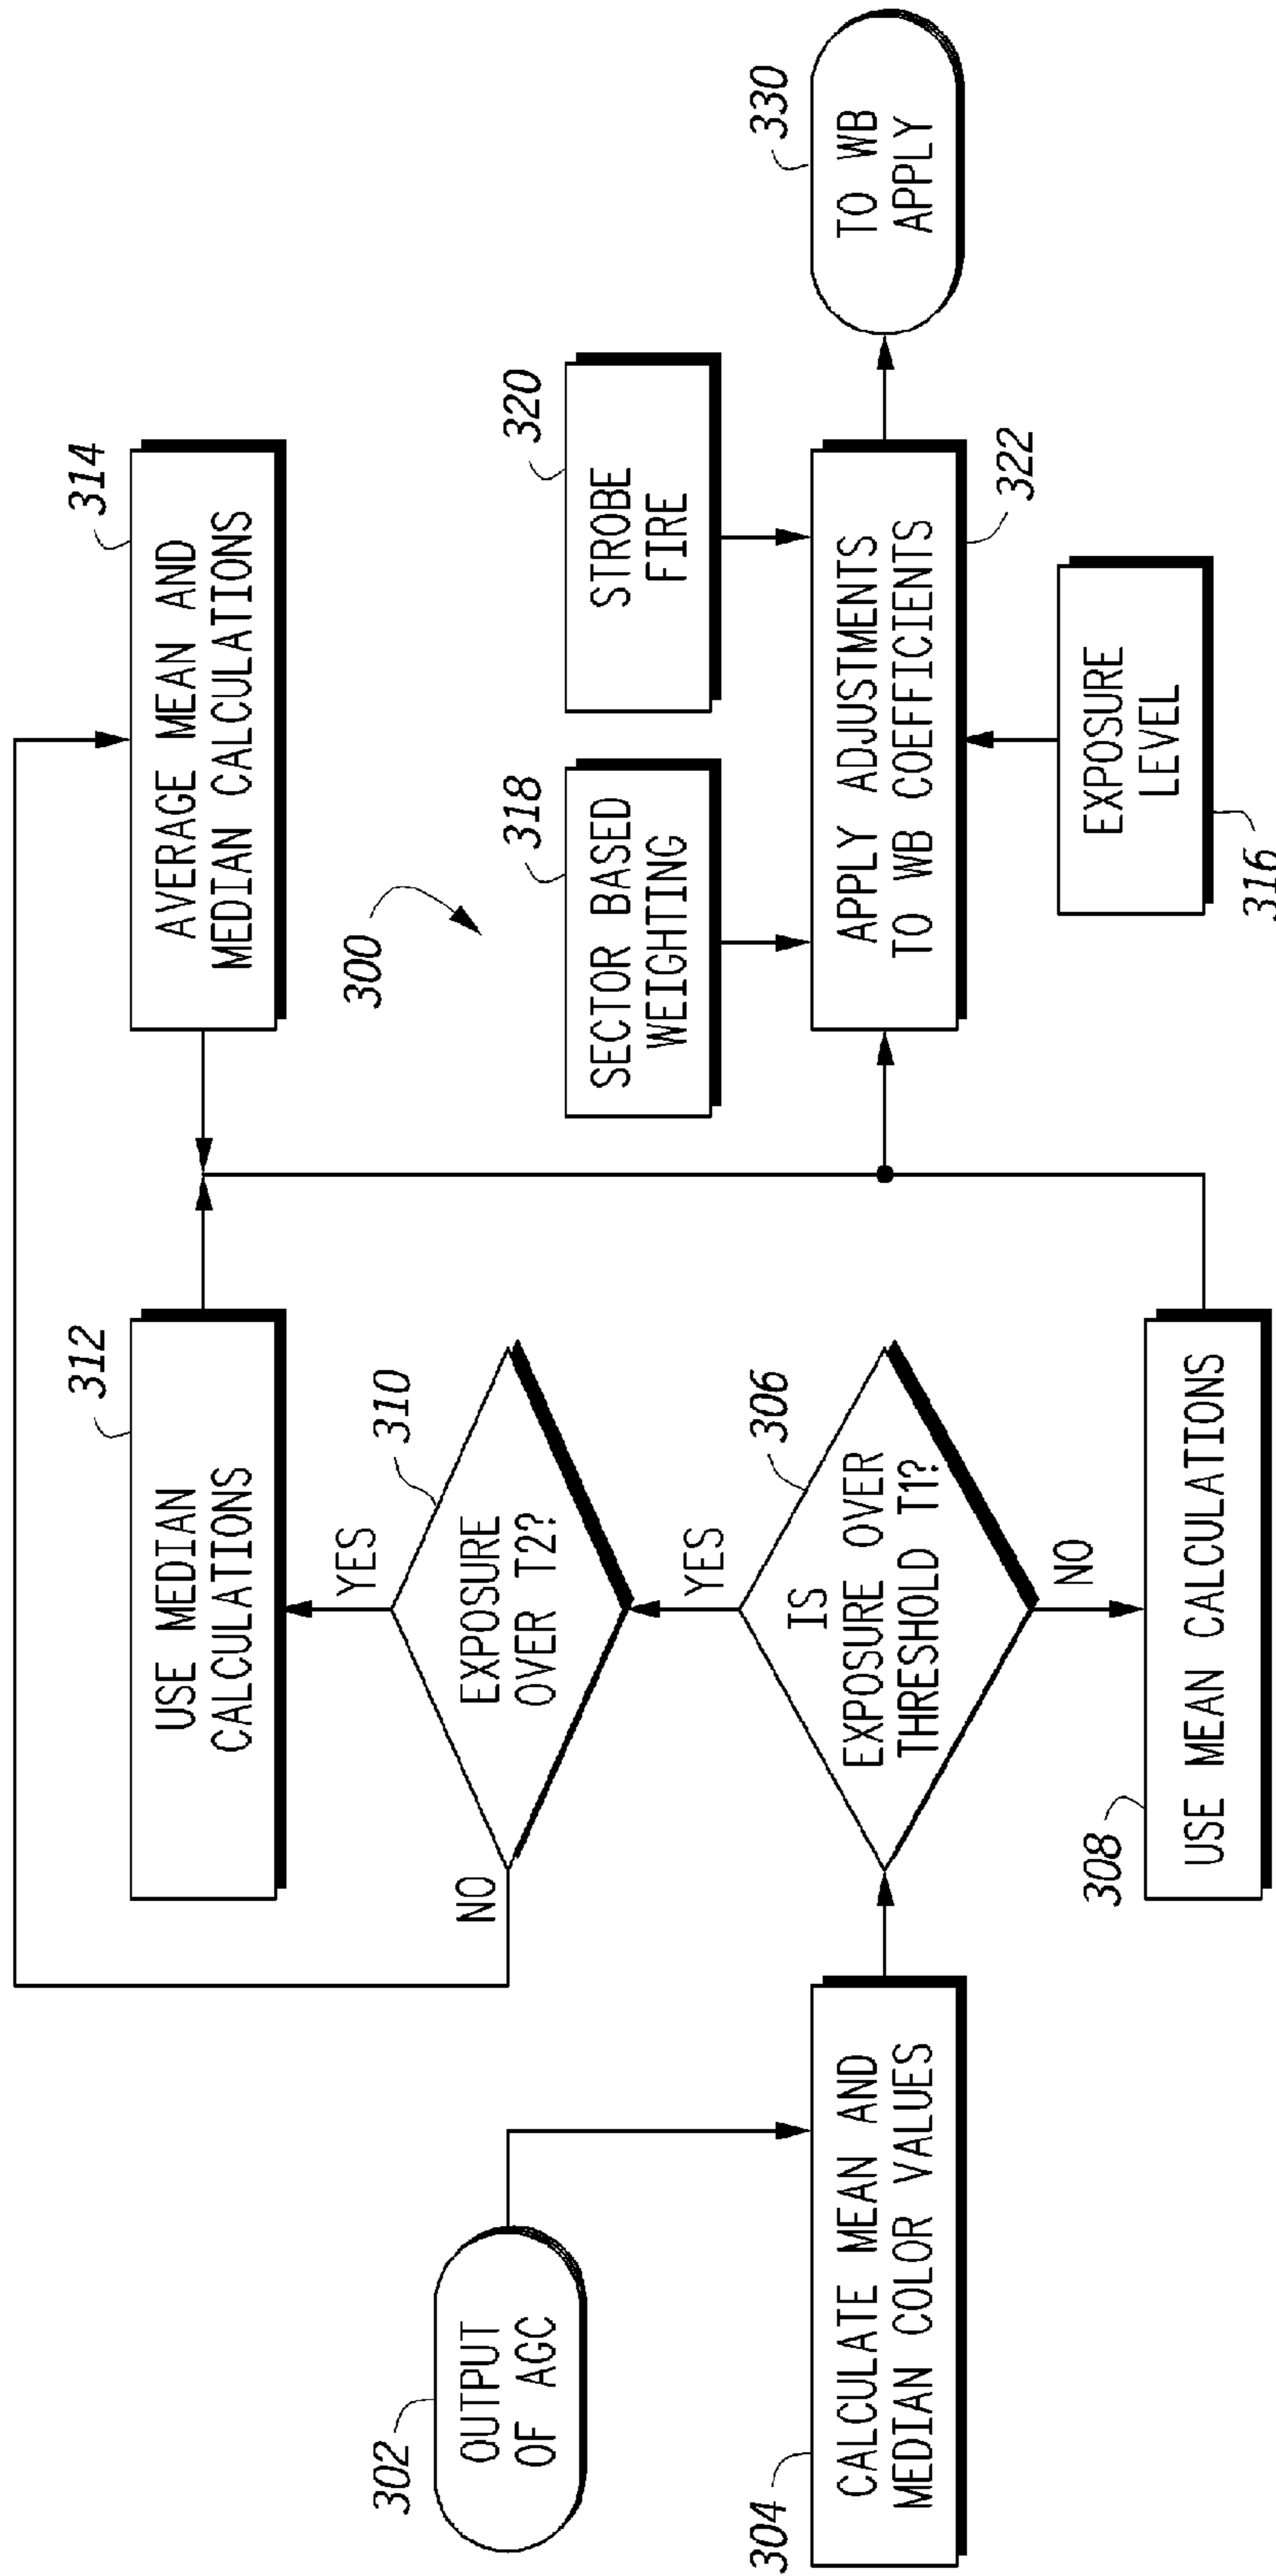 302
OUTPUT
OF AGC
304
CALCULATE MEAN AND
MEDIAN COLOR VALUES
306
IS
EXPOSURE OVER
THRESHOLD T1?
NO
308
USE MEAN CALCULATIONS
YES
310
EXPOSURE
OVER T2?
YES
312
USE MEDIAN
CALCULATIONS
NO
314
AVERAGE MEAN AND
MEDIAN CALCULATIONS
300
318
SECTOR BASED
WEIGHTING
320
STROBE
FIRE
APPLY ADJUSTMENTS
TO WB COEFFICIENTS
322
EXPOSURE
LEVEL
316
330
TO WB
APPLY